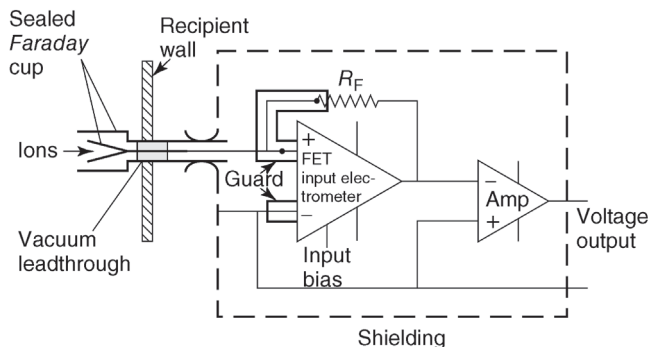 Sealed
Faraday
cup
Recipient
wall
R_F
Ions
+
FET
input elec-
trometer
−
Guard
−
Amp
+
Voltage
output
Vacuum
leadthrough
Input
bias
Shielding